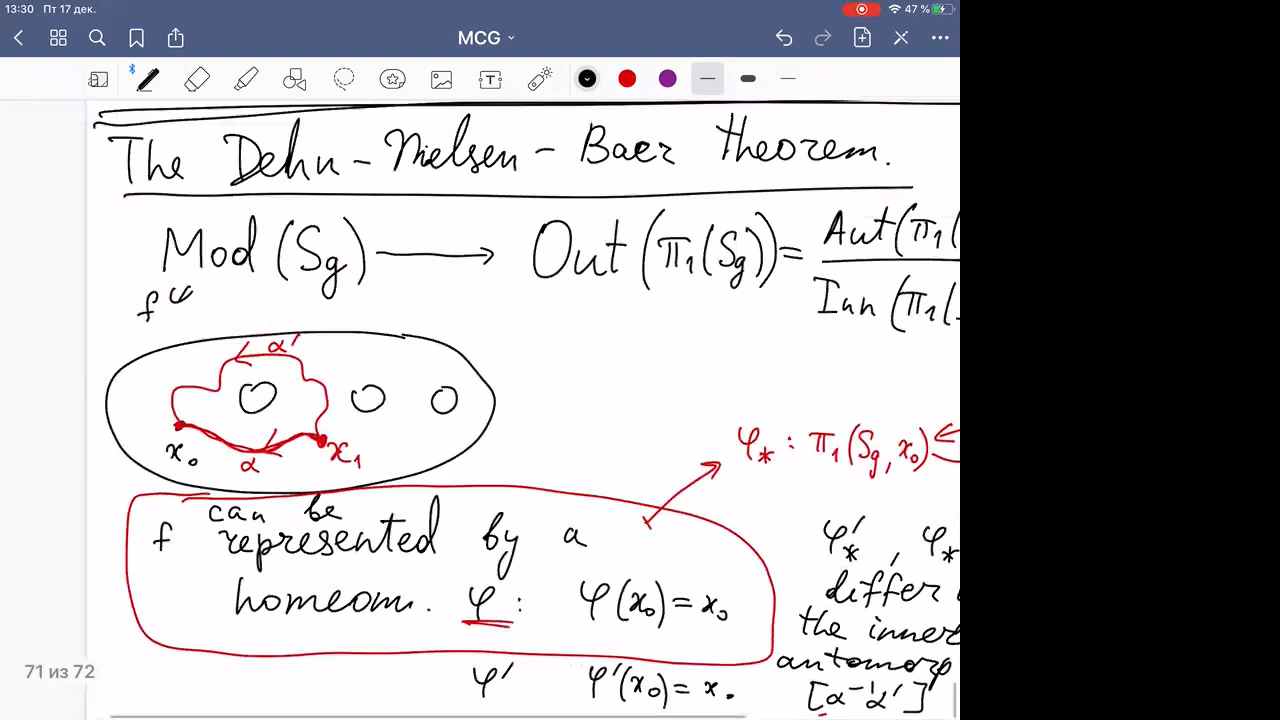 13:30 Пт 17 дек. 47 %
MCG
The Dehn-Nielsen-Baer theorem.
Mod(Sg) ⟶ Out(π₁(Sg)) = Aut(π₁(
Inn(π₁(
f φ
α'
x₀ α x₁
φ_* : π₁(Sg, x₀)
f can be represented by a
homeom. φ : φ(x₀) = x₀
φ'_* , φ_*
differ
the inner
automorp
[α⁻¹α']
φ' φ'(x₀) = x.
71 из 72